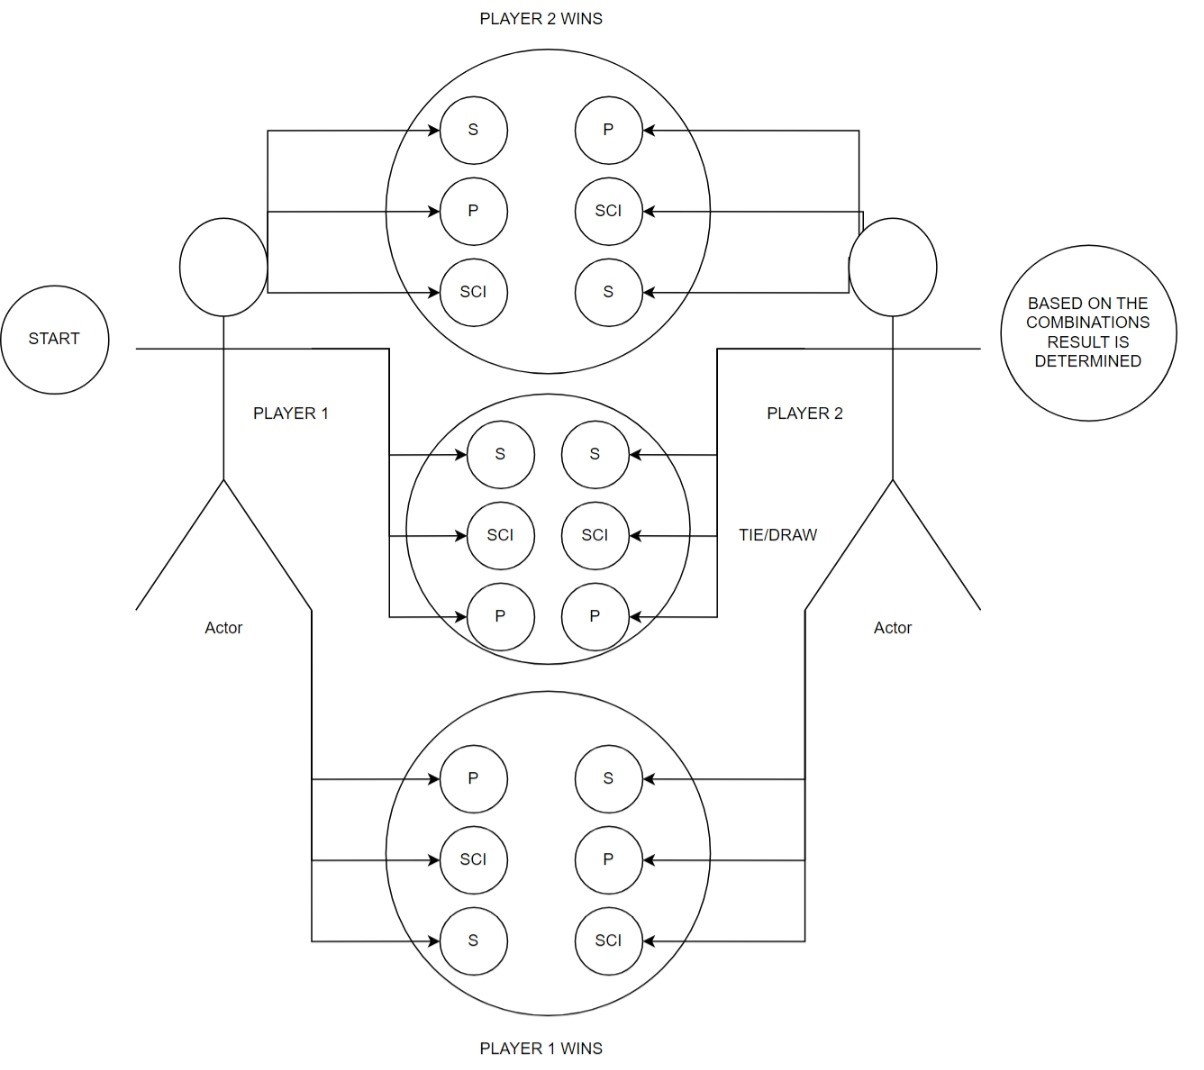 PLAYER 2 WINS
S P
P SCI
SCI S
START
BASED ON THE
COMBINATIONS
RESULT IS
DETERMINED
PLAYER 1
PLAYER 2
S S
SCI SCI
TIE/DRAW
P P
Actor
Actor
P S
SCI P
S SCI
PLAYER 1 WINS